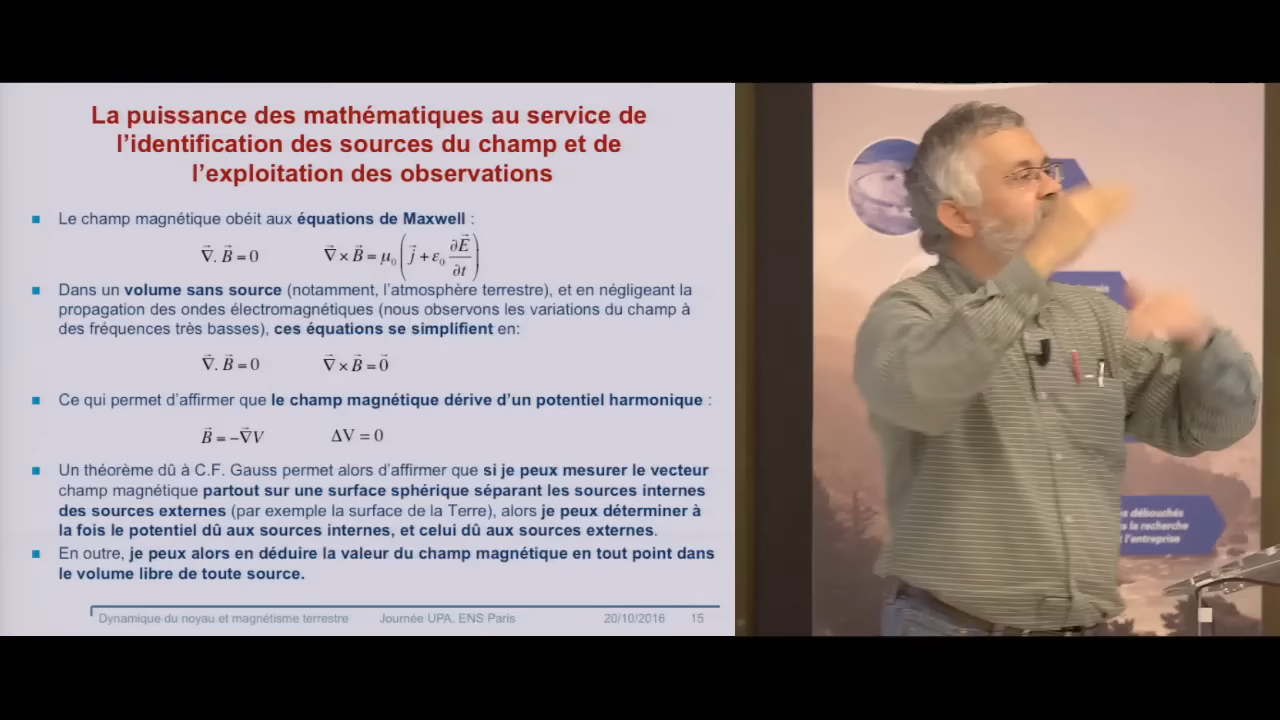 La puissance des mathématiques au service de
l’identification des sources du champ et de
l’exploitation des observations
Le champ magnétique obéit aux équations de Maxwell :
∇⃗. B⃗ = 0 ∇⃗ × B⃗ = μ₀ (j⃗ + ε₀ ∂E⃗/∂t)
Dans un volume sans source (notamment, l’atmosphère terrestre), et en négligeant la
propagation des ondes électromagnétiques (nous observons les variations du champ à
des fréquences très basses), ces équations se simplifient en:
∇⃗. B⃗ = 0 ∇⃗ × B⃗ = 0⃗
Ce qui permet d’affirmer que le champ magnétique dérive d’un potentiel harmonique :
B⃗ = −∇⃗V ΔV = 0
Un théorème dû à C.F. Gauss permet alors d’affirmer que si je peux mesurer le vecteur
champ magnétique partout sur une surface sphérique séparant les sources internes
des sources externes (par exemple la surface de la Terre), alors je peux déterminer à
la fois le potentiel dû aux sources internes, et celui dû aux sources externes.
En outre, je peux alors en déduire la valeur du champ magnétique en tout point dans
le volume libre de toute source.
Dynamique du noyau et magnétisme terrestre Journée UPA, ENS Paris 20/10/2016 15
débouchés
la recherche
l’entreprise